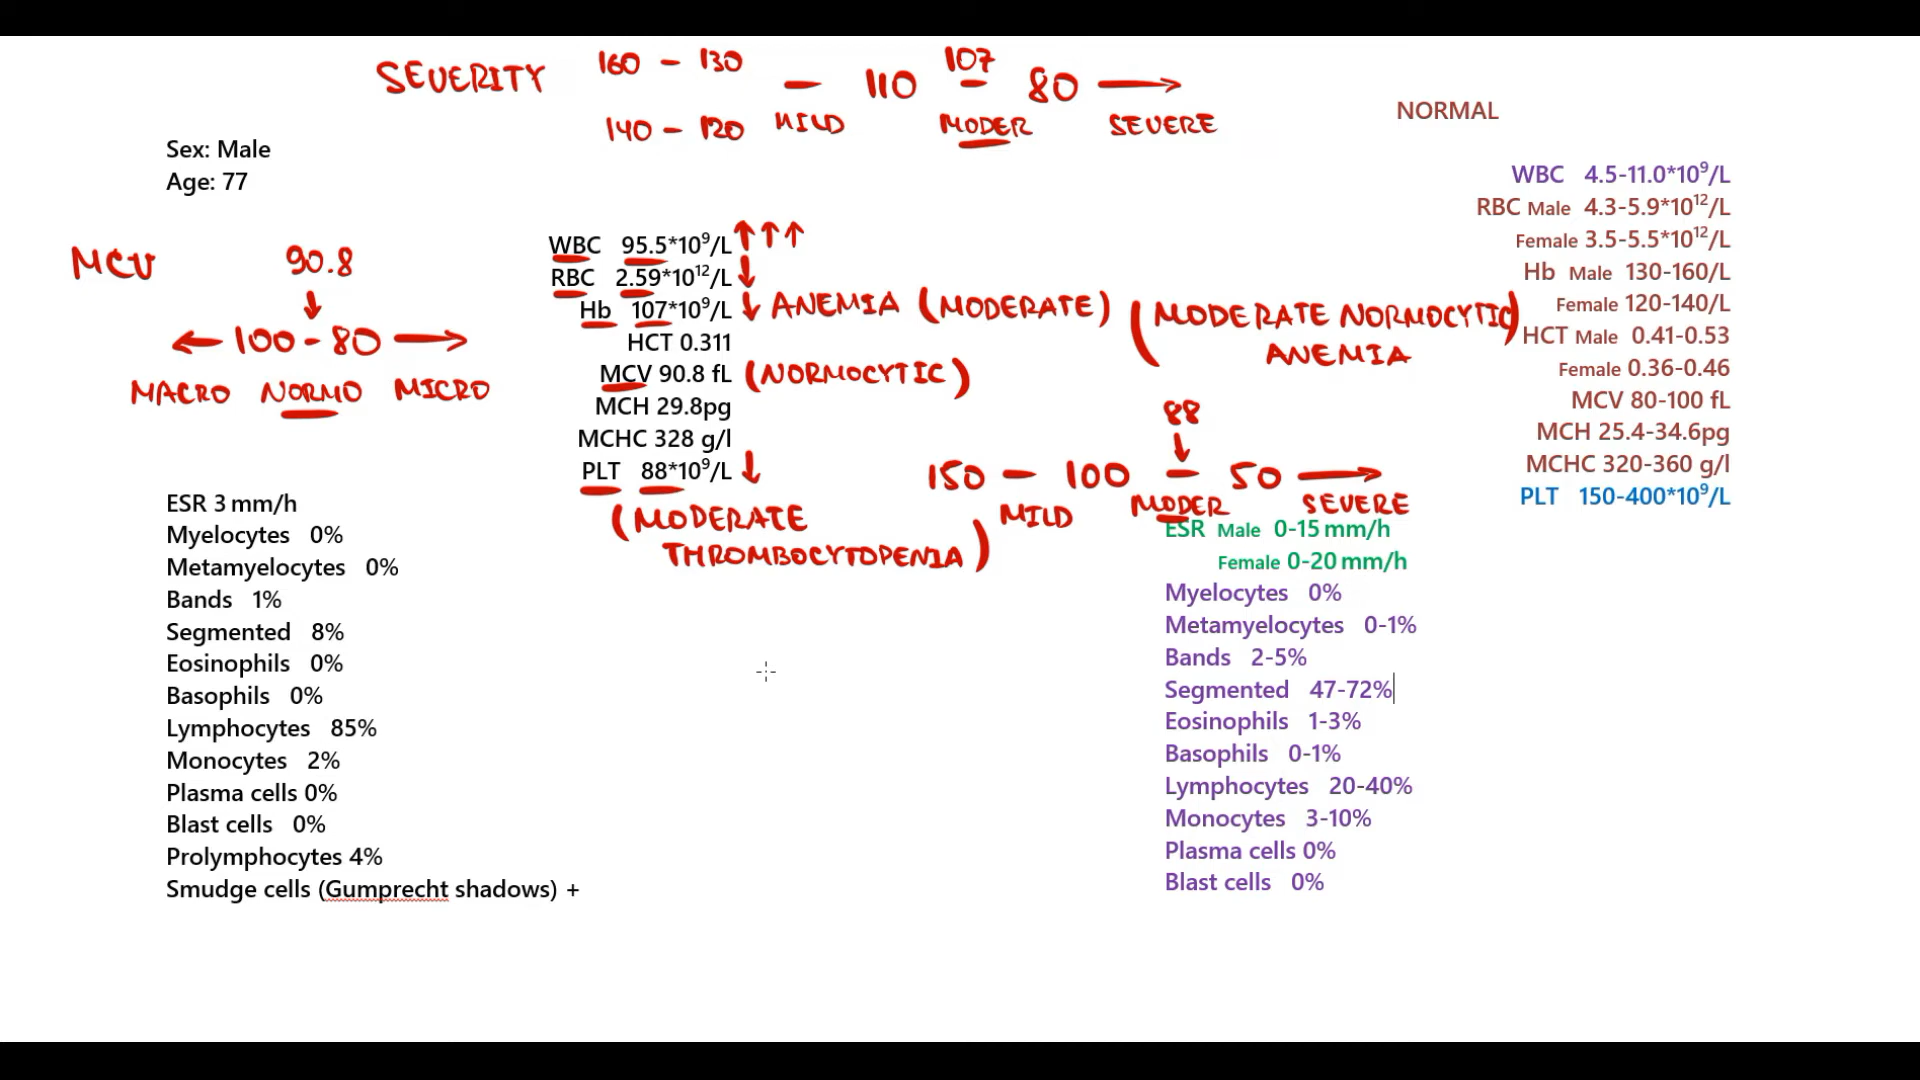 SEVERITY 160 - 130 - 110 107 - 80 →
140 - 120 MILD MODER SEVERE
NORMAL
Sex: Male
Age: 77
MCV 90.8
↓
← 100 - 80 →
MACRO NORMO MICRO
WBC 95.5*10⁹/L ↑↑↑
RBC 2.59*10¹²/L ↓
Hb 107*10⁹/L ↓ ANEMIA (MODERATE)
HCT 0.311
MCV 90.8 fL (NORMOCYTIC)
MCH 29.8pg
MCHC 328 g/l
PLT 88*10⁹/L ↓
(MODERATE
THROMBOCYTOPENIA)
(MODERATE NORMOCYTIC
ANEMIA)
88
↓
150 - 100 - 50 →
MILD MODER SEVERE
WBC 4.5-11.0*10⁹/L
RBC Male 4.3-5.9*10¹²/L
Female 3.5-5.5*10¹²/L
Hb Male 130-160/L
Female 120-140/L
HCT Male 0.41-0.53
Female 0.36-0.46
MCV 80-100 fL
MCH 25.4-34.6pg
MCHC 320-360 g/l
PLT 150-400*10⁹/L
ESR 3 mm/h
Myelocytes 0%
Metamyelocytes 0%
Bands 1%
Segmented 8%
Eosinophils 0%
Basophils 0%
Lymphocytes 85%
Monocytes 2%
Plasma cells 0%
Blast cells 0%
Prolymphocytes 4%
Smudge cells (Gumprecht shadows) +
ESR Male 0-15 mm/h
Female 0-20 mm/h
Myelocytes 0%
Metamyelocytes 0-1%
Bands 2-5%
Segmented 47-72%
Eosinophils 1-3%
Basophils 0-1%
Lymphocytes 20-40%
Monocytes 3-10%
Plasma cells 0%
Blast cells 0%